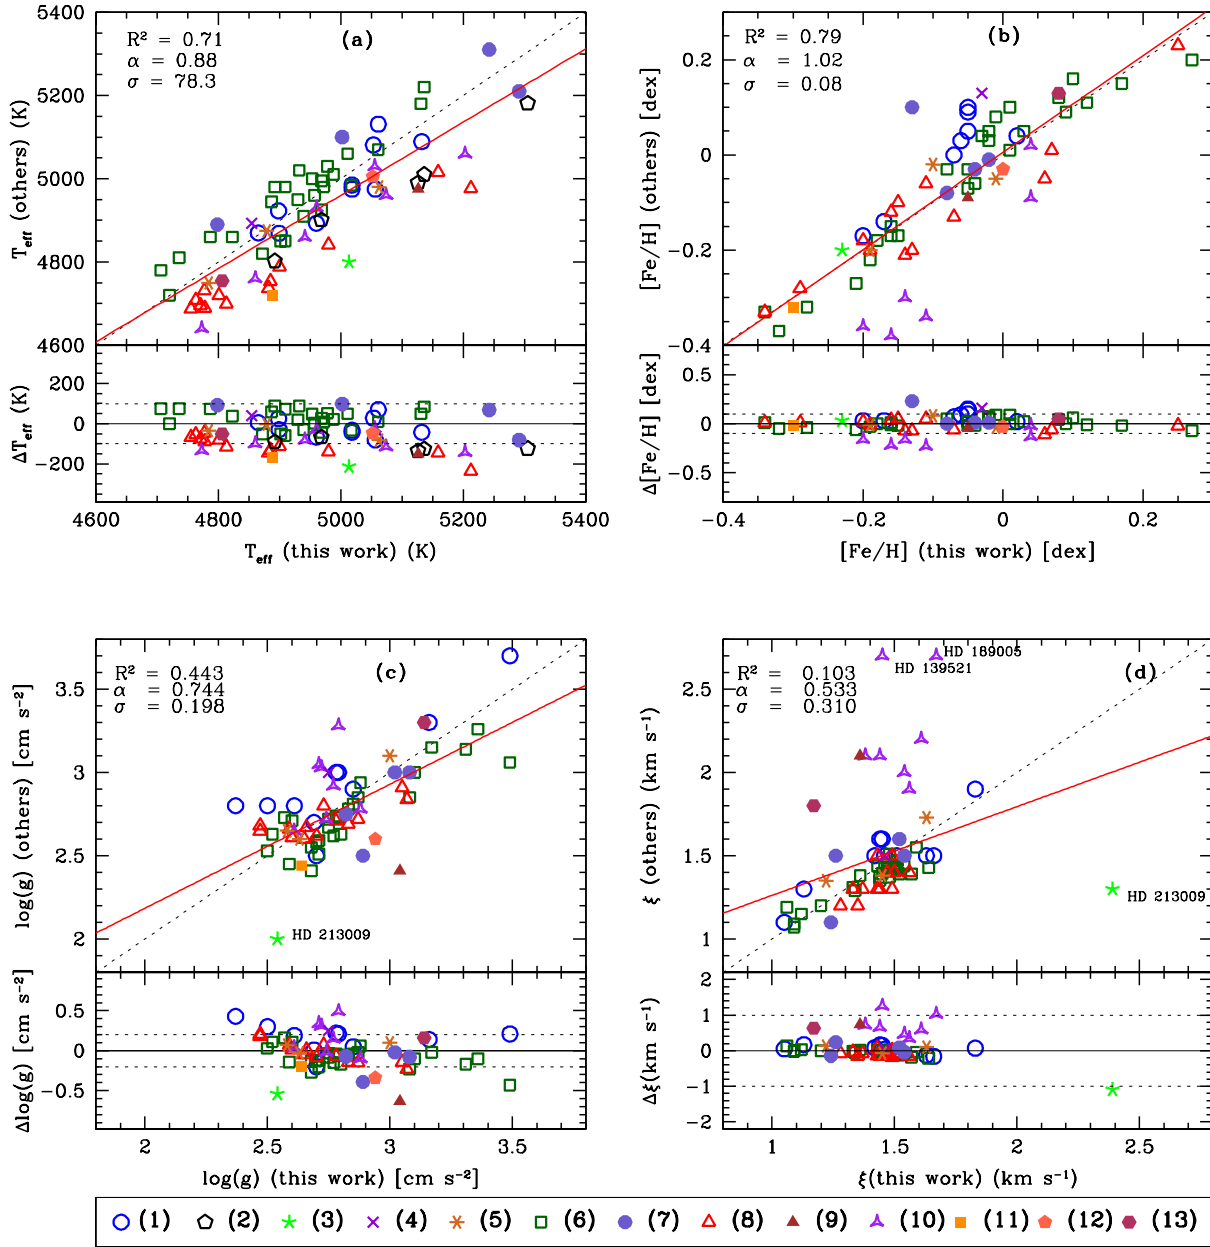 R² = 0.71
α = 0.88
σ = 78.3
(a)
T_eff (others) (K)
5400
5200
5000
4800
4600
ΔT_eff (K)
200
0
−200
4600 4800 5000 5200 5400
T_eff (this work) (K)
R² = 0.79
α = 1.02
σ = 0.08
(b)
[Fe/H] (others) [dex]
0.2
0
−0.2
−0.4
Δ[Fe/H] [dex]
0.5
0
−0.5
−0.4 −0.2 0 0.2
[Fe/H] (this work) [dex]
R² = 0.443
α = 0.744
σ = 0.198
(c)
log(g) (others) [cm s⁻²]
3.5
3
2.5
2
HD 213009
Δlog(g) [cm s⁻²]
0.5
0
−0.5
2 2.5 3 3.5
log(g) (this work) [cm s⁻²]
HD 189005
HD 139521
R² = 0.103
α = 0.533
σ = 0.310
(d)
ξ (others) (km s⁻¹)
2.5
2
1.5
1
HD 213009
Δξ(km s⁻¹)
2
1
0
−1
−2
1 1.5 2 2.5
ξ(this work) (km s⁻¹)
(1) (2) (3) (4) (5) (6) (7) (8) (9) (10) (11) (12) (13)